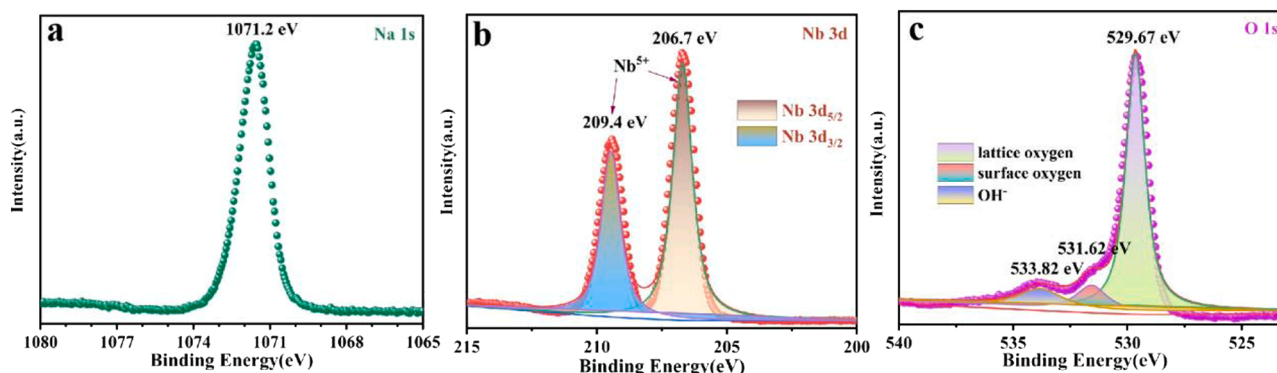 a
1071.2 eV
Na 1s
Intensity(a.u.)
1080 1077 1074 1071 1068 1065
Binding Energy(eV)
b
206.7 eV
Nb 3d
Nb⁵⁺
209.4 eV
Nb 3d₅/₂
Nb 3d₃/₂
Intensity(a.u.)
215 210 205 200
Binding Energy(eV)
c
529.67 eV
O 1s
lattice oxygen
surface oxygen
OH⁻
531.62 eV
533.82 eV
Intensity(a.u.)
540 535 530 525
Binding Energy(eV)